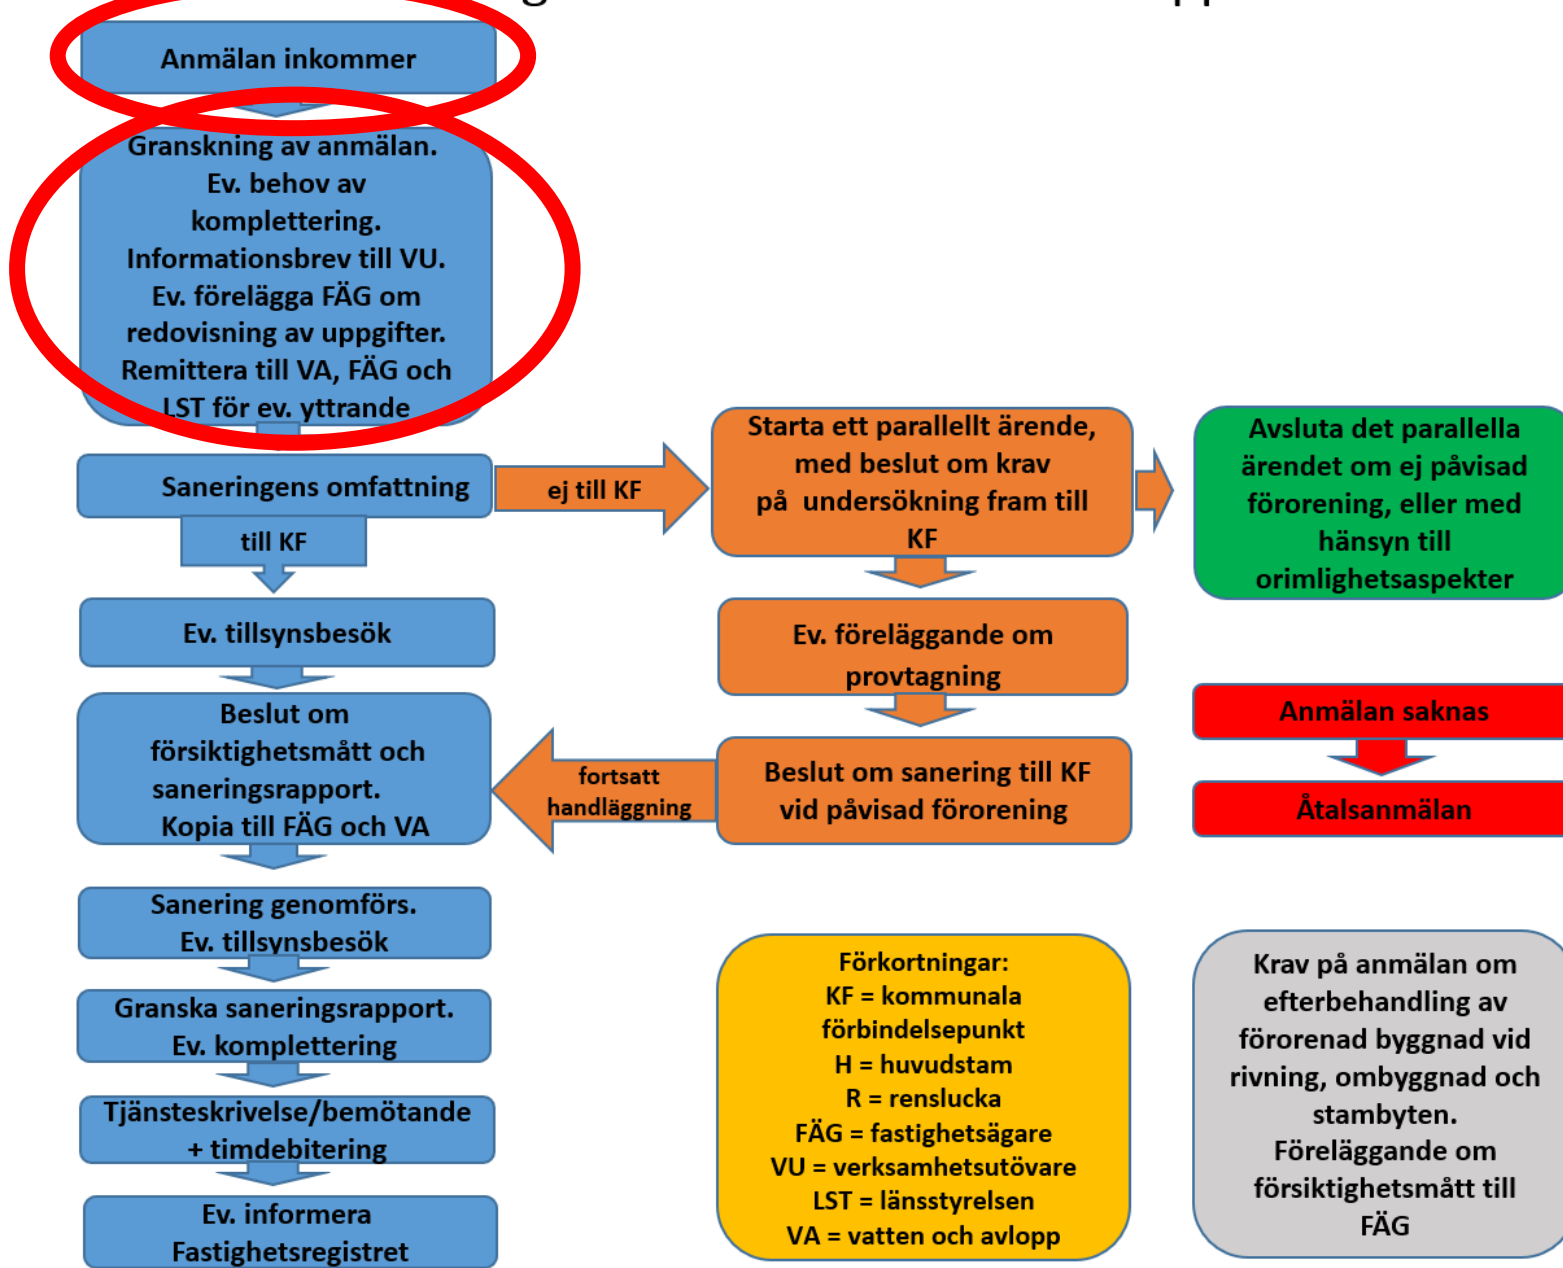 Anmälan inkommer
Granskning av anmälan.
Ev. behov av
komplettering.
Informationsbrev till VU.
Ev. förelägga FÄG om
redovisning av uppgifter.
Remittera till VA, FÄG och
LST för ev. yttrande
Saneringens omfattning
ej till KF
till KF
Starta ett parallellt ärende,
med beslut om krav
på undersökning fram till
KF
Avsluta det parallella
ärendet om ej påvisad
förorening, eller med
hänsyn till
orimlighetsaspekter
Ev. tillsynsbesök
Ev. föreläggande om
provtagning
Beslut om
försiktighetsmått och
saneringsrapport.
Kopia till FÄG och VA
fortsatt
handläggning
Beslut om sanering till KF
vid påvisad förorening
Anmälan saknas
Åtalsanmälan
Sanering genomförs.
Ev. tillsynsbesök
Granska saneringsrapport.
Ev. komplettering
Tjänsteskrivelse/bemötande
+ timdebitering
Ev. informera
Fastighetsregistret
Förkortningar:
KF = kommunala
förbindelsepunkt
H = huvudstam
R = renslucka
FÄG = fastighetsägare
VU = verksamhetsutövare
LST = länsstyrelsen
VA = vatten och avlopp
Krav på anmälan om
efterbehandling av
förorenad byggnad vid
rivning, ombyggnad och
stambyten.
Föreläggande om
försiktighetsmått till
FÄG